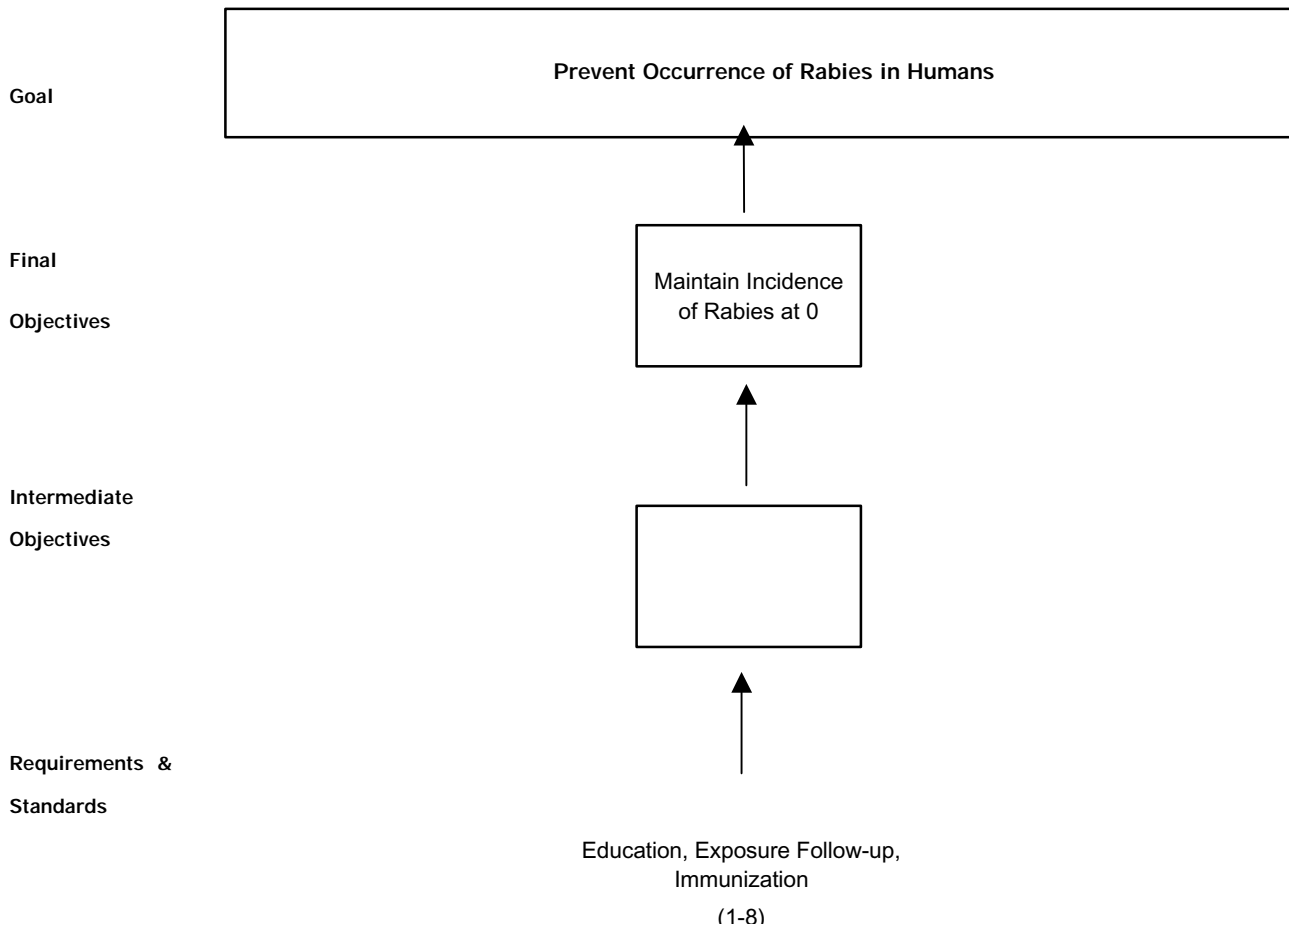 Prevent Occurrence of Rabies in Humans
Goal
Final
Objectives
Maintain Incidence
of Rabies at 0
Intermediate
Objectives
Requirements &
Standards
Education, Exposure Follow-up,
Immunization
(1-8)